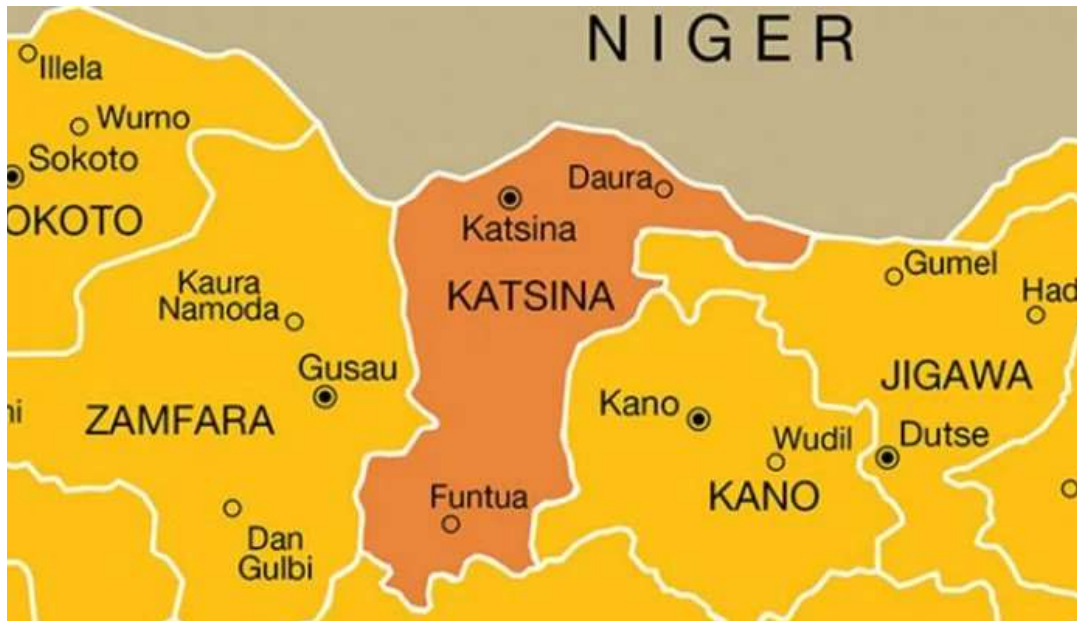 NIGER
Illela
Wurno
Sokoto
OKOTO
Daura
Katsina
KATSINA
Gumel
Had
Kaura
Namoda
Gusau
ZAMFARA
JIGAWA
Kano
Wudil
Dutse
KANO
ni
Funtua
Dan
Gulbi